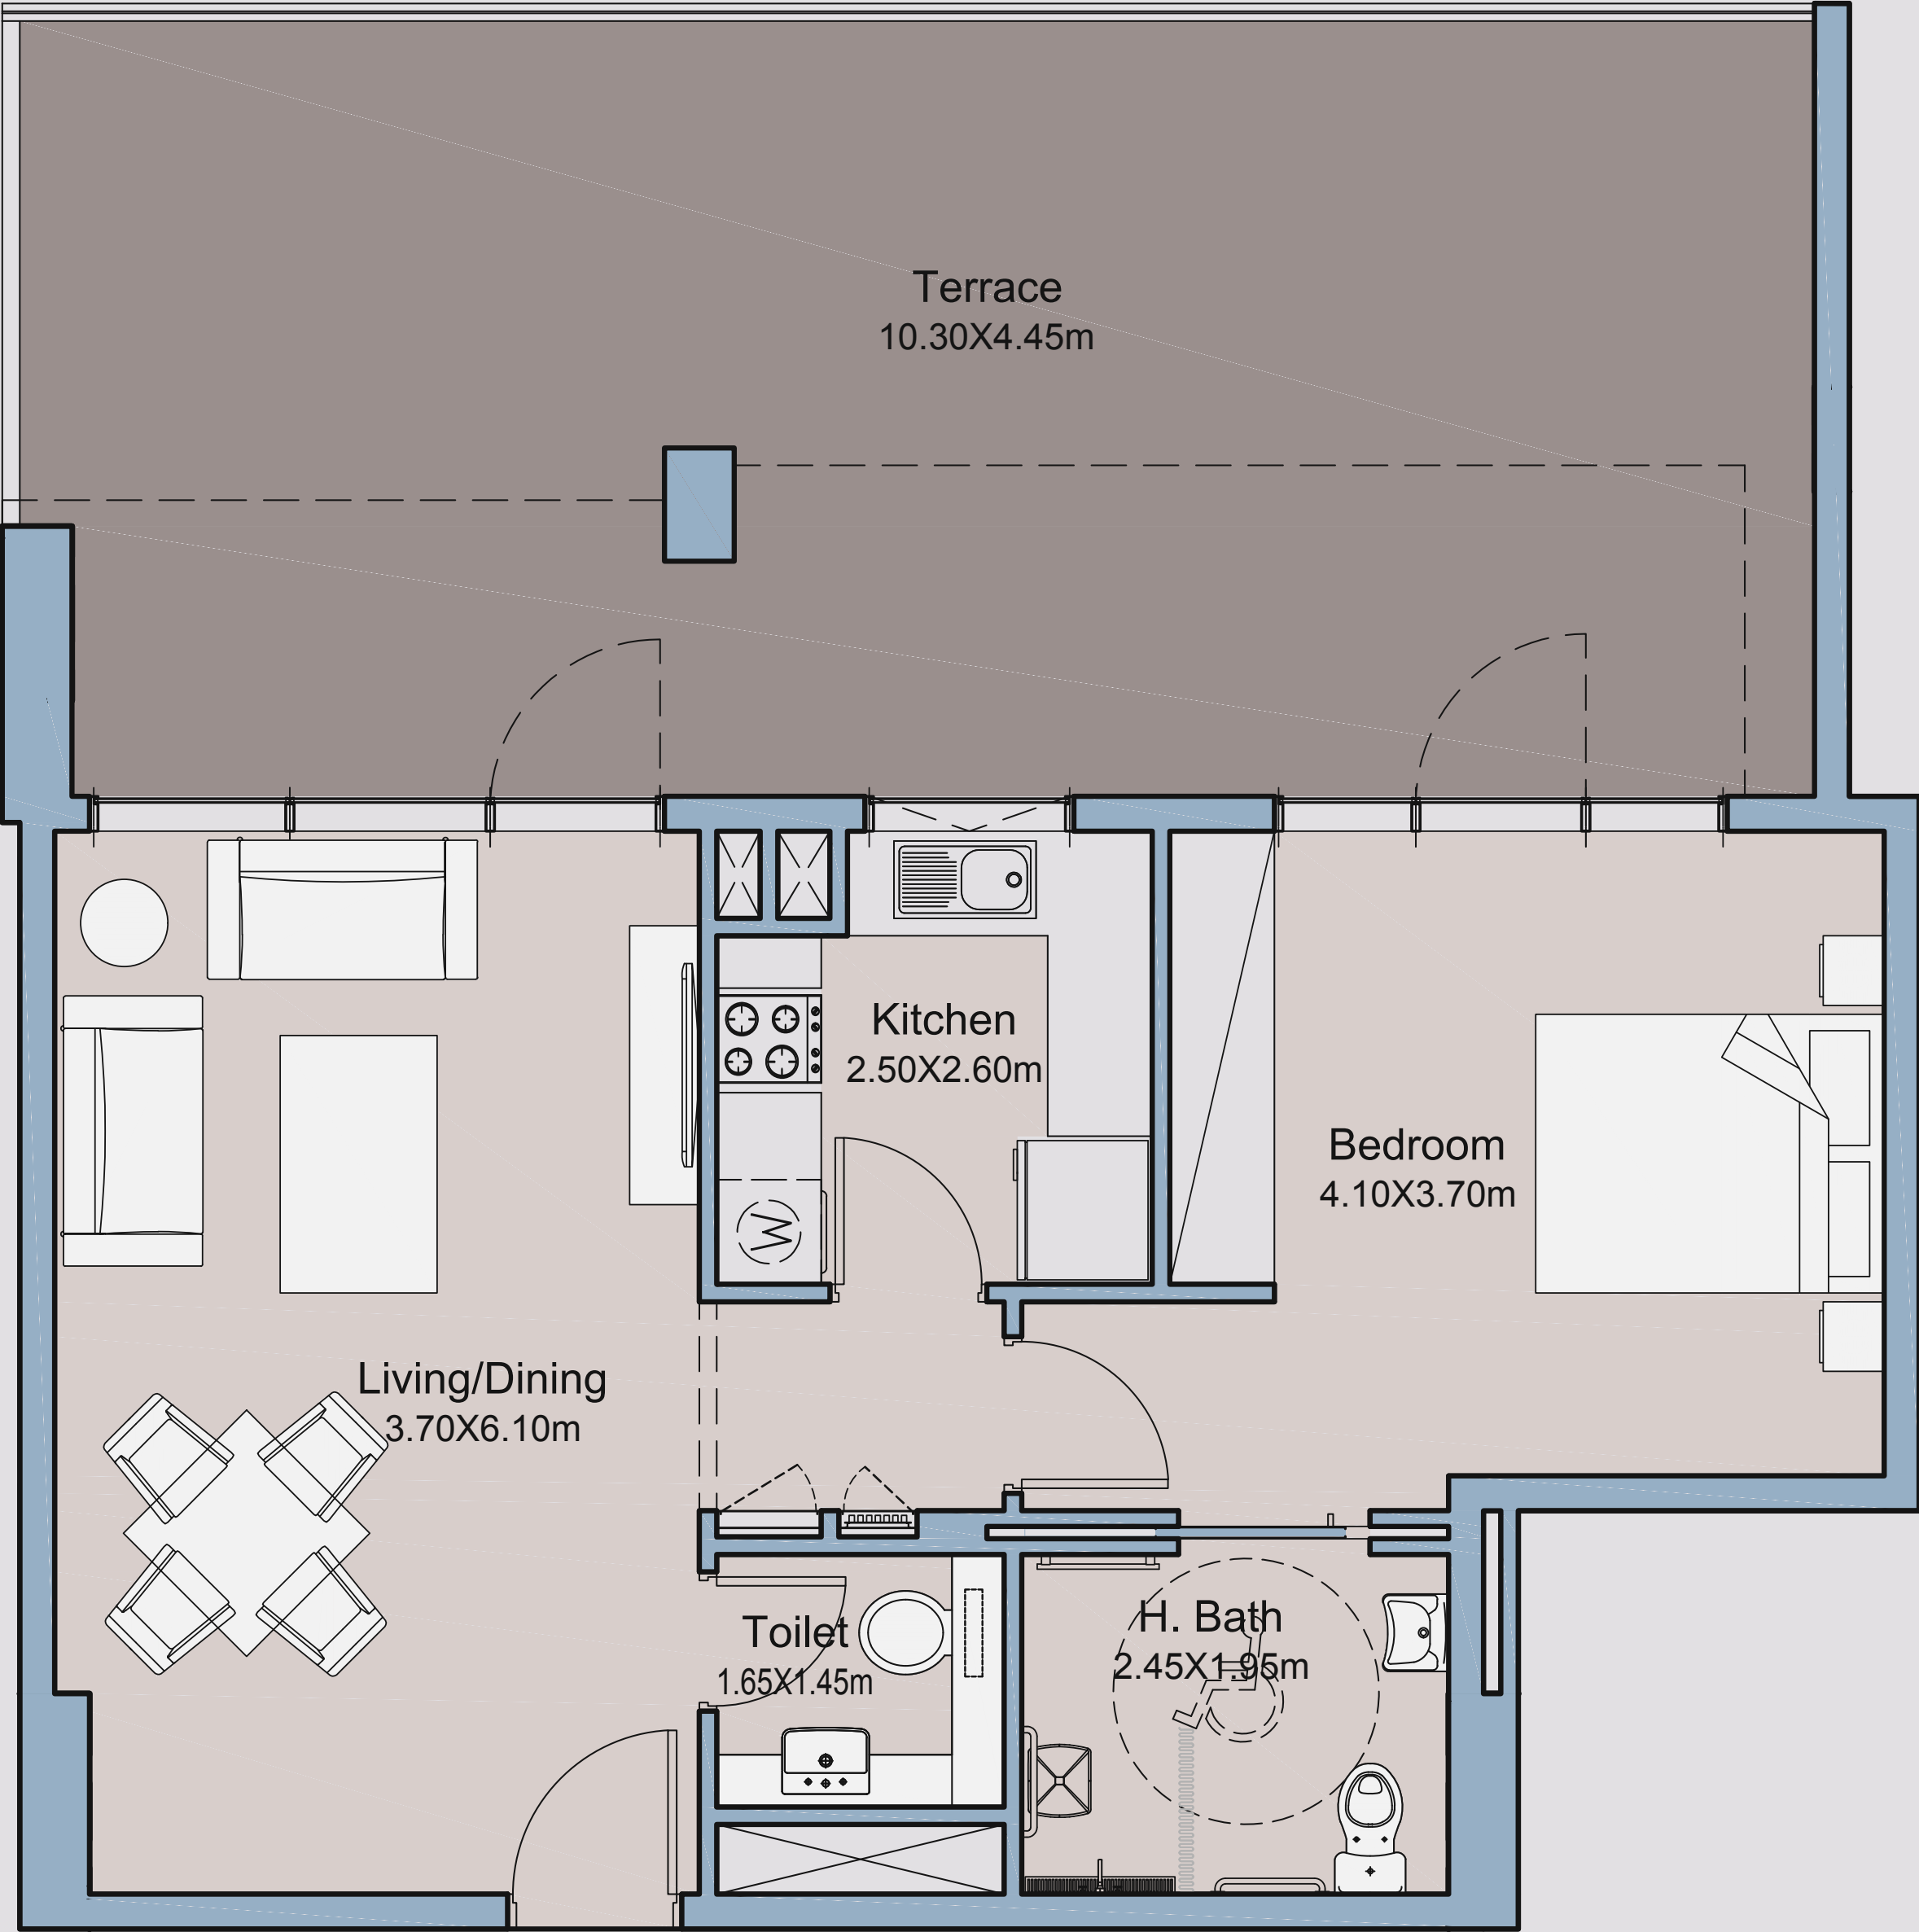 Terrace
10.30X4.45m
Kitchen
2.50X2.60m
Bedroom
4.10X3.70m
W
Living/Dining
3.70X6.10m
Toilet
1.65X1.45m
H. Bath
2.45X1.95m